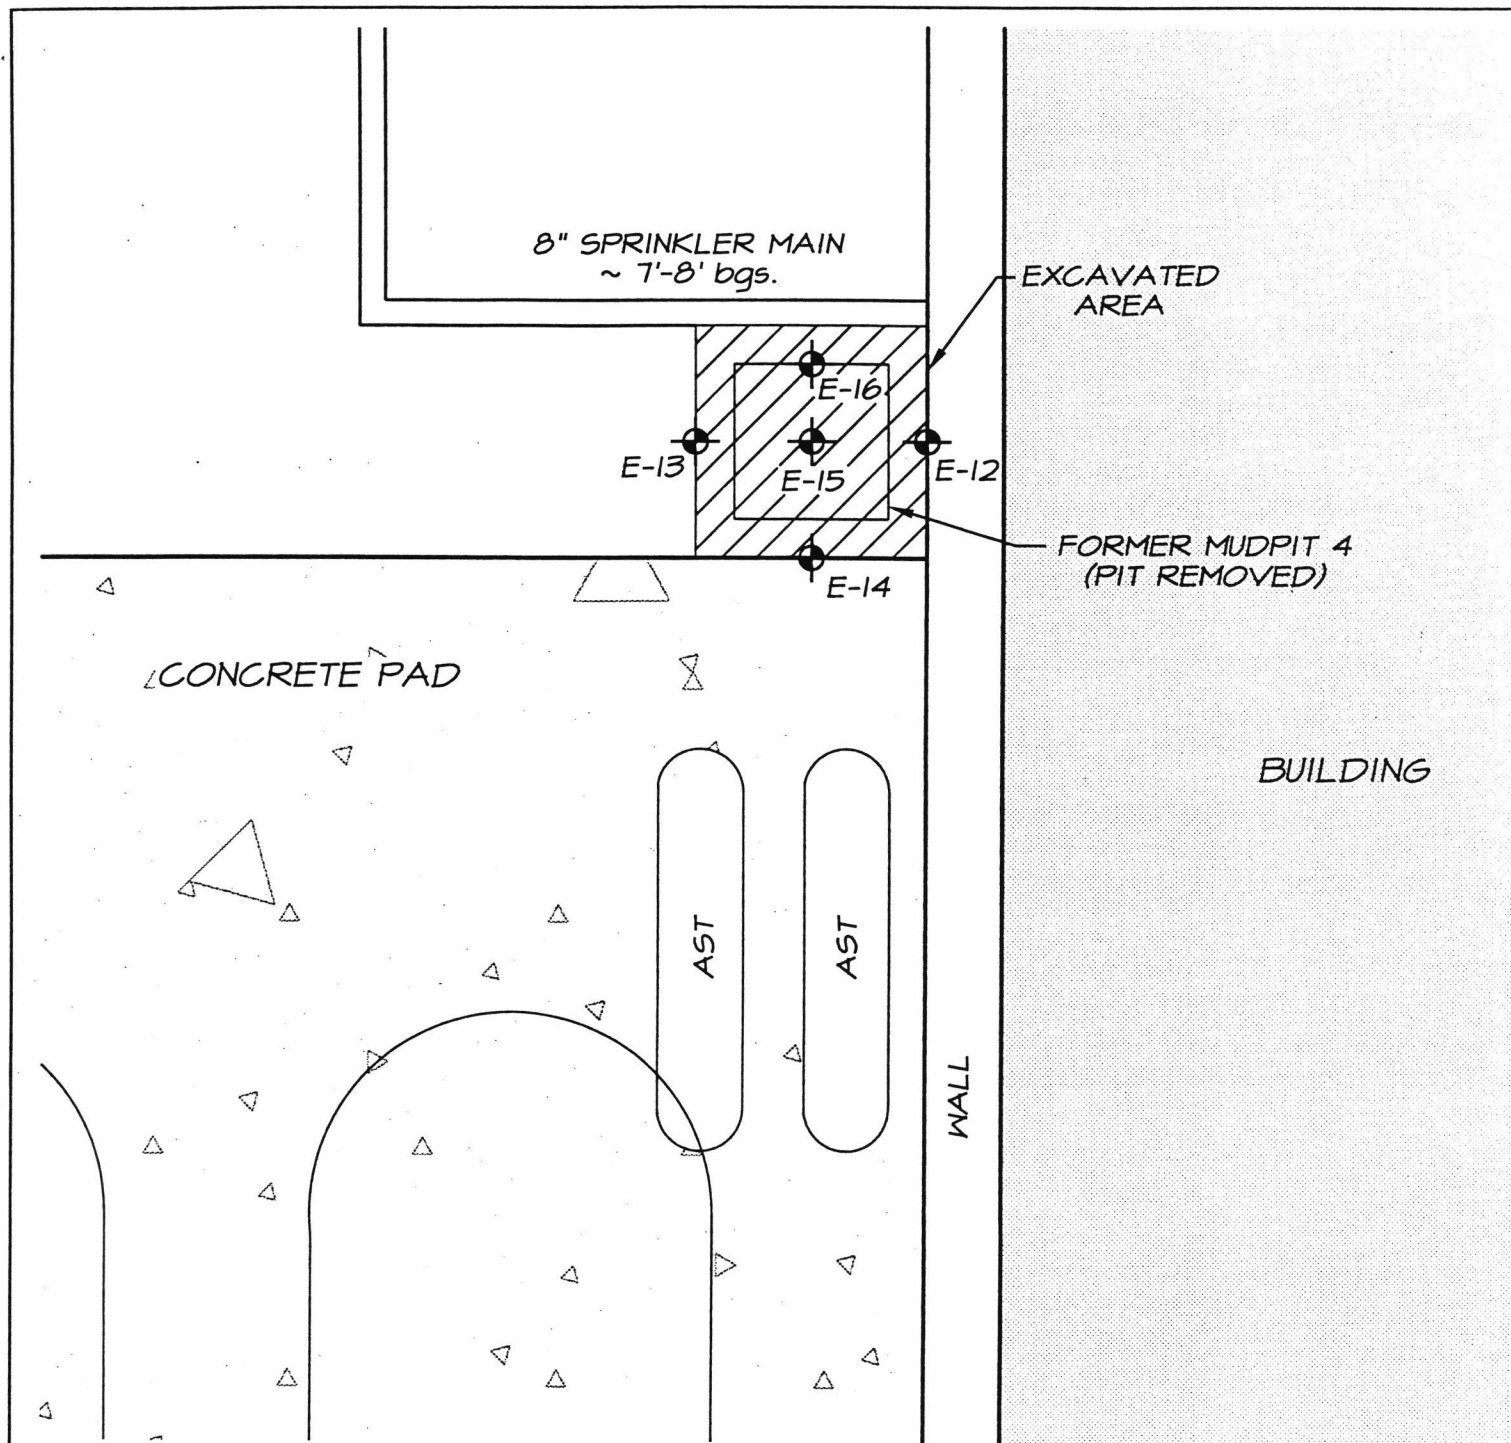 8" SPRINKLER MAIN
~ 7'-8' bgs.
EXCAVATED
AREA
E-16
E-13
E-15
E-12
FORMER MUDPIT 4
(PIT REMOVED)
E-14
CONCRETE PAD
BUILDING
AST
AST
WALL